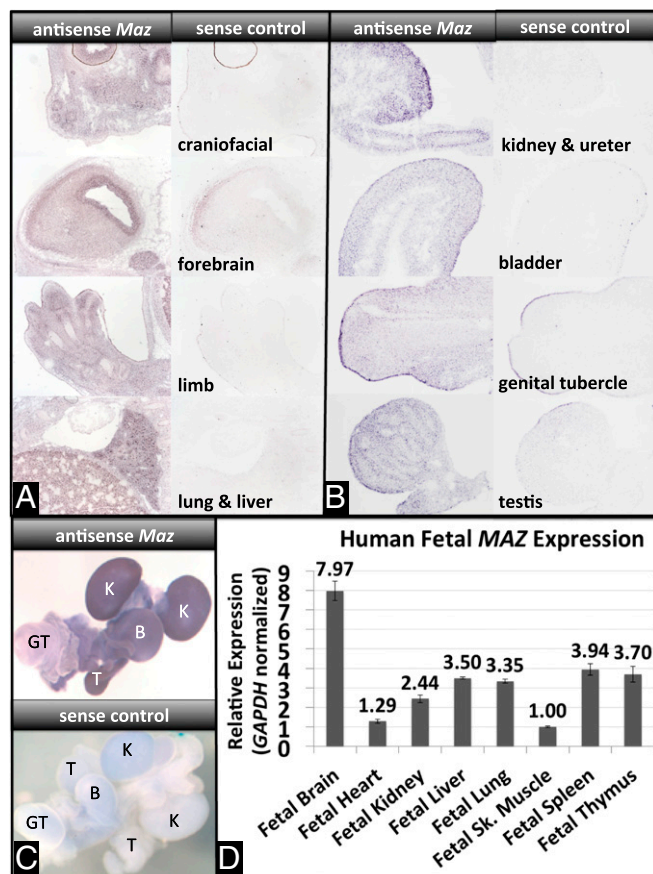 antisense Maz
sense control
craniofacial
forebrain
limb
lung & liver
A
antisense Maz
sense control
kidney & ureter
bladder
genital tubercle
testis
B
antisense Maz
K
K
GT
B
T
sense control
K
T
B
GT
K
T
C
Human Fetal MAZ Expression
Relative Expression
(GAPDH normalized)
9
8
7
6
5
4
3
2
1
0
7.97
1.29
2.44
3.50
3.35
1.00
3.94
3.70
Fetal Brain
Fetal Heart
Fetal Kidney
Fetal Liver
Fetal Lung
Fetal Sk. Muscle
Fetal Spleen
Fetal Thymus
D